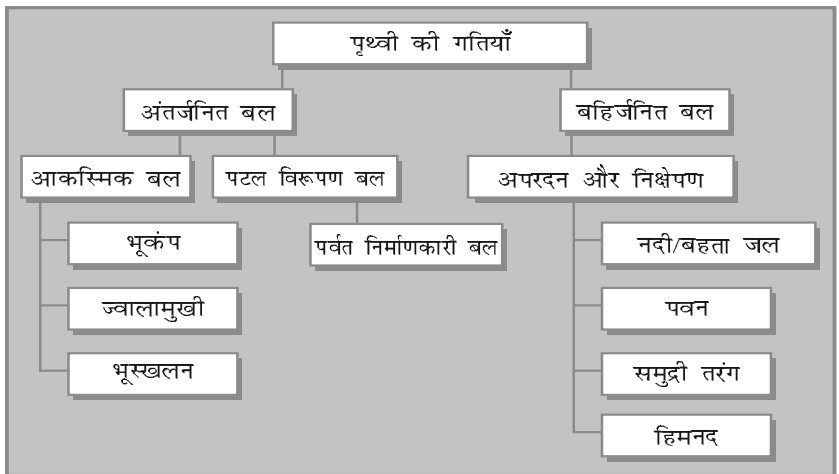 पृथ्वी की गतियाँ
अंतर्जनित बल
बहिर्जनित बल
आकस्मिक बल
पटल विरूपण बल
अपरदन और निक्षेपण
भूकंप
पर्वत निर्माणकारी बल
नदी/बहता जल
ज्वालामुखी
पवन
भूस्खलन
समुद्री तरंग
हिमनद